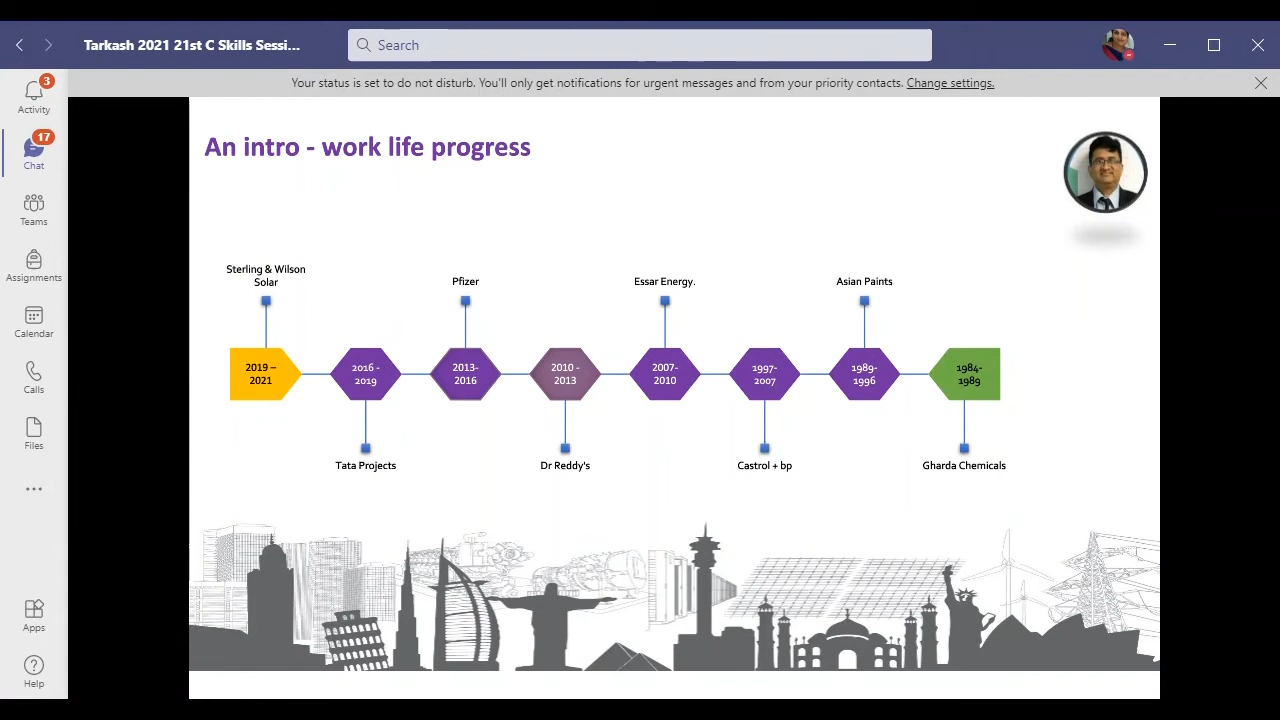 Tarkash 2021 21st C Skills Sessi...
Search
Your status is set to do not disturb. You'll only get notifications for urgent messages and from your priority contacts. Change settings.
3
Activity
17
Chat
Teams
Assignments
Calendar
Calls
Files
Apps
Help
An intro - work life progress
Sterling & Wilson
Solar
Pfizer
Essar Energy.
Asian Paints
2019 –
2021
2016 -
2019
2013-
2016
2010 -
2013
2007-
2010
1997-
2007
1989-
1996
1984-
1989
Tata Projects
Dr Reddy's
Castrol + bp
Gharda Chemicals